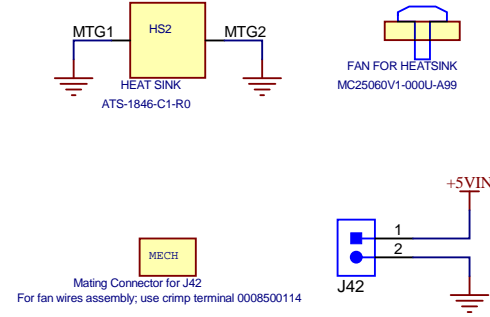 MTG1
HS2
MTG2
HEAT SINK
ATS-1846-C1-R0
FAN FOR HEATSINK
MC25060V1-000U-A99
+5VIN
1
2
J42
MECH
Mating Connector for J42
For fan wires assembly; use crimp terminal 0008500114